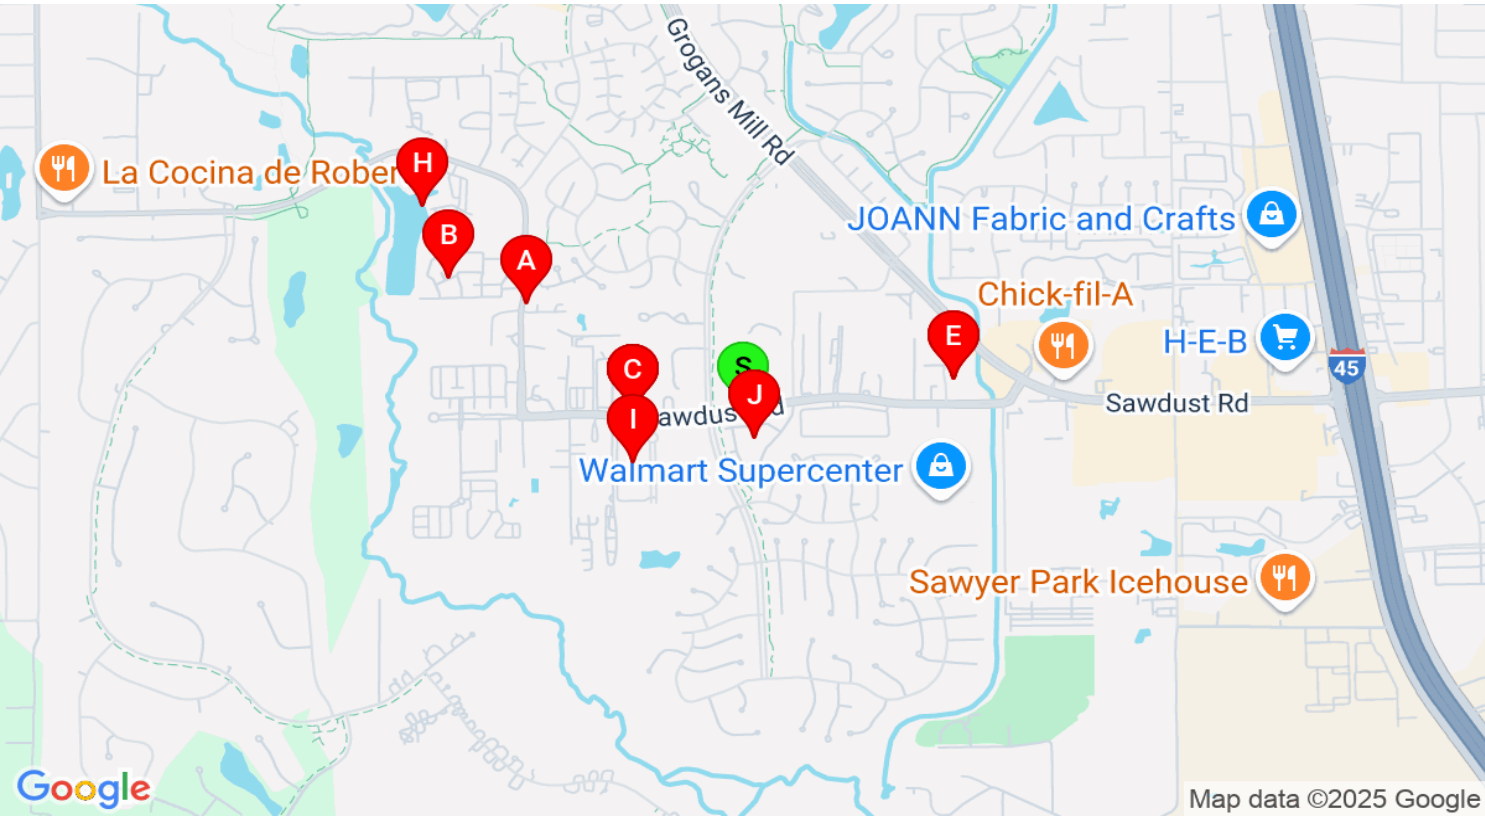 Grogans Mill Rd
La Cocina de Rober
H
B
A
JOANN Fabric and Crafts
Chick-fil-A
E
H-E-B
45
C
S
J
I
awdus
d
Sawdust Rd
Walmart Supercenter
Sawyer Park Icehouse
Google
Map data ©2025 Google